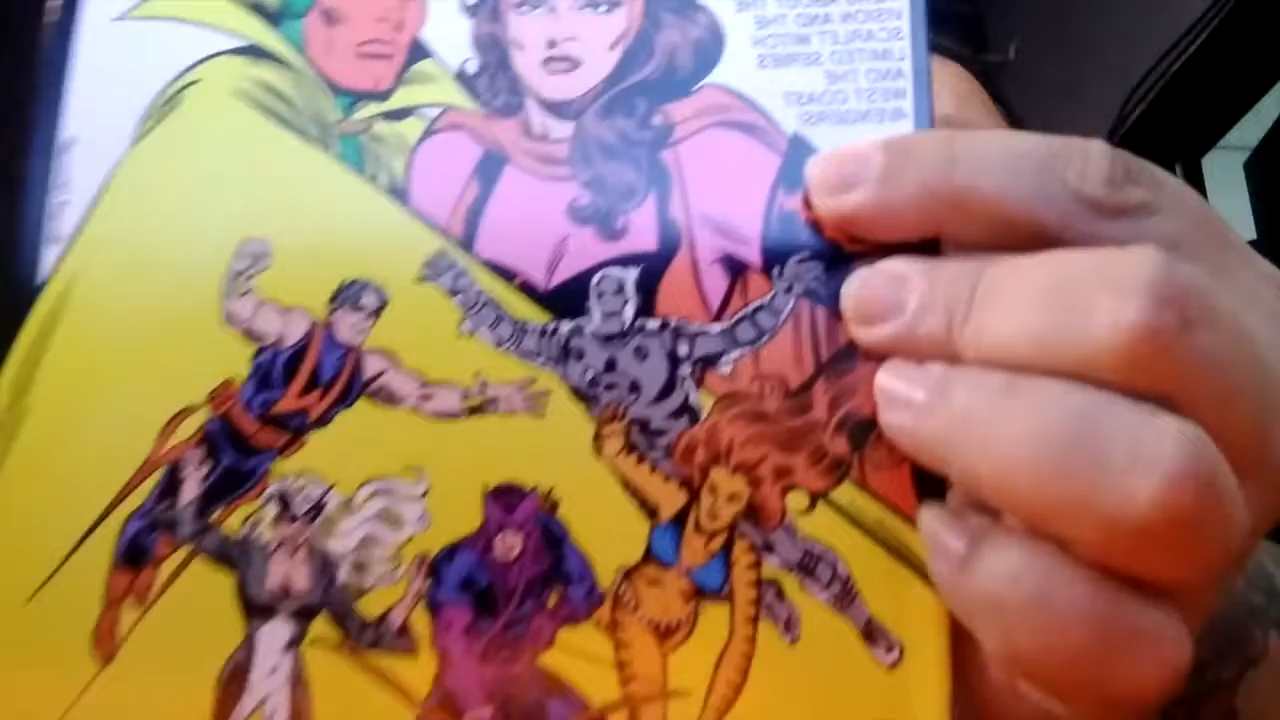 VISION AND THE
SCARLET WITCH
LIMITED SERIES
AND THE
WEST COAST
AVENGERS!